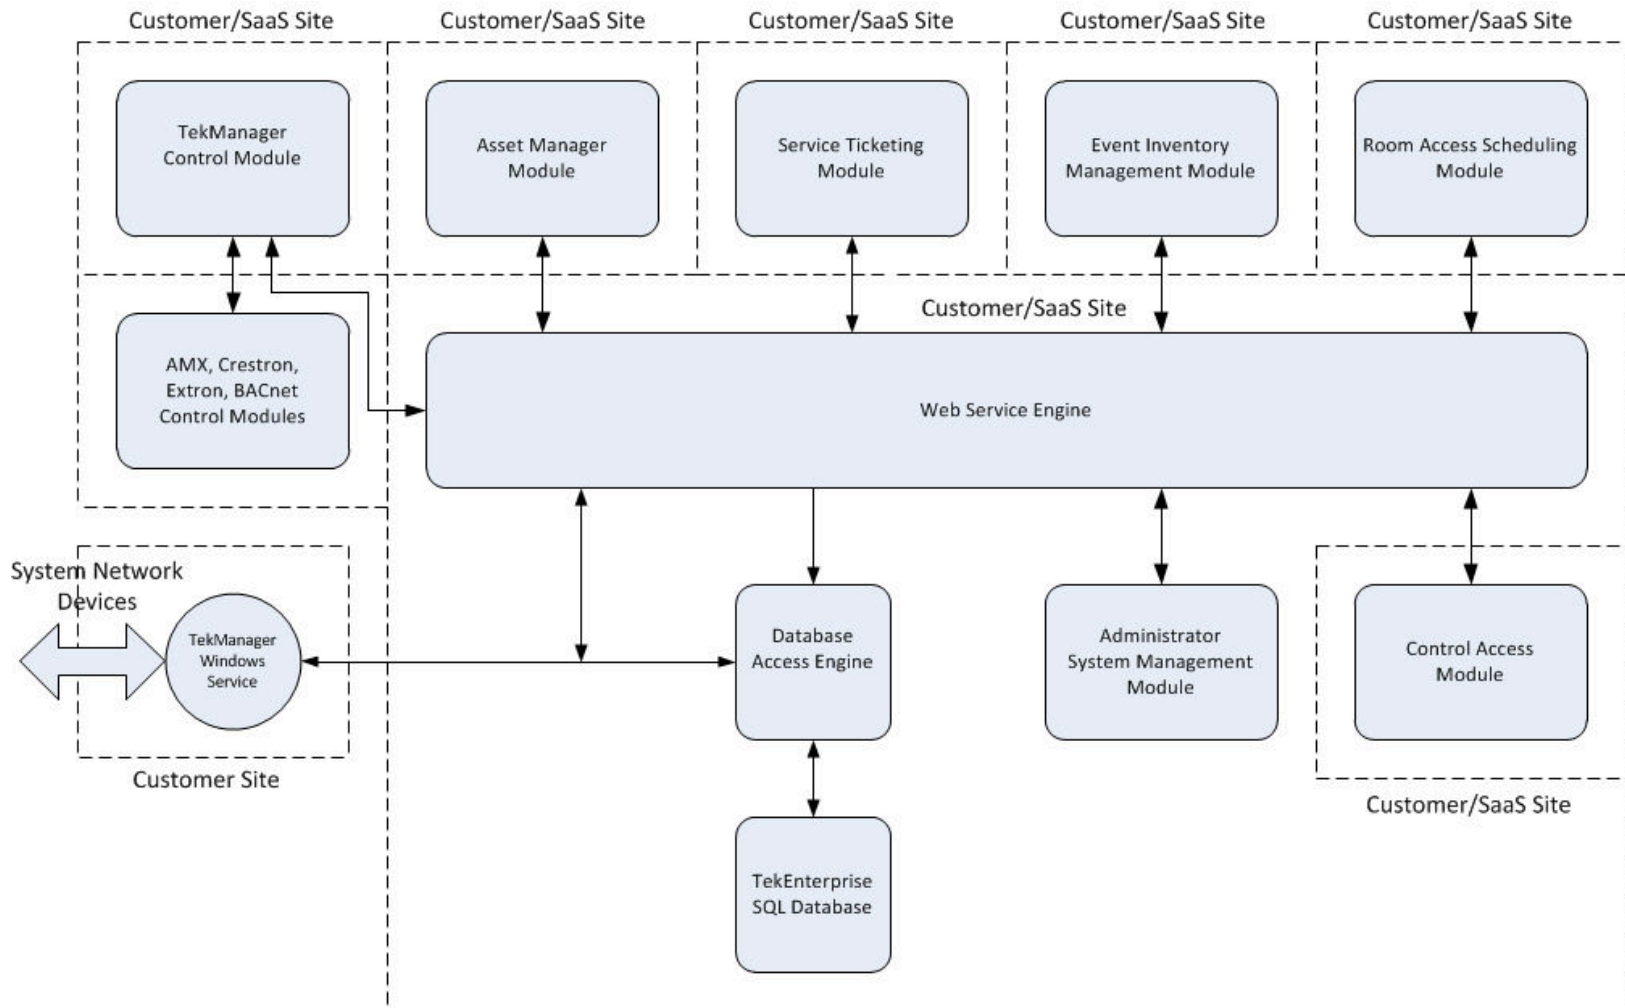 Customer/SaaS Site
Customer/SaaS Site
Customer/SaaS Site
Customer/SaaS Site
Customer/SaaS Site
TekManager
Control Module
Asset Manager
Module
Service Ticketing
Module
Event Inventory
Management Module
Room Access Scheduling
Module
Customer/SaaS Site
AMX, Crestron,
Extron, BACnet
Control Modules
Web Service Engine
System Network
Devices
TekManager
Windows
Service
Customer Site
Database
Access Engine
Administrator
System Management
Module
Control Access
Module
Customer/SaaS Site
TekEnterprise
SQL Database